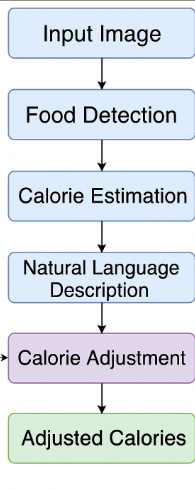 Input Image
Food Detection
Calorie Estimation
Natural Language
Description
Calorie Adjustment
Adjusted Calories